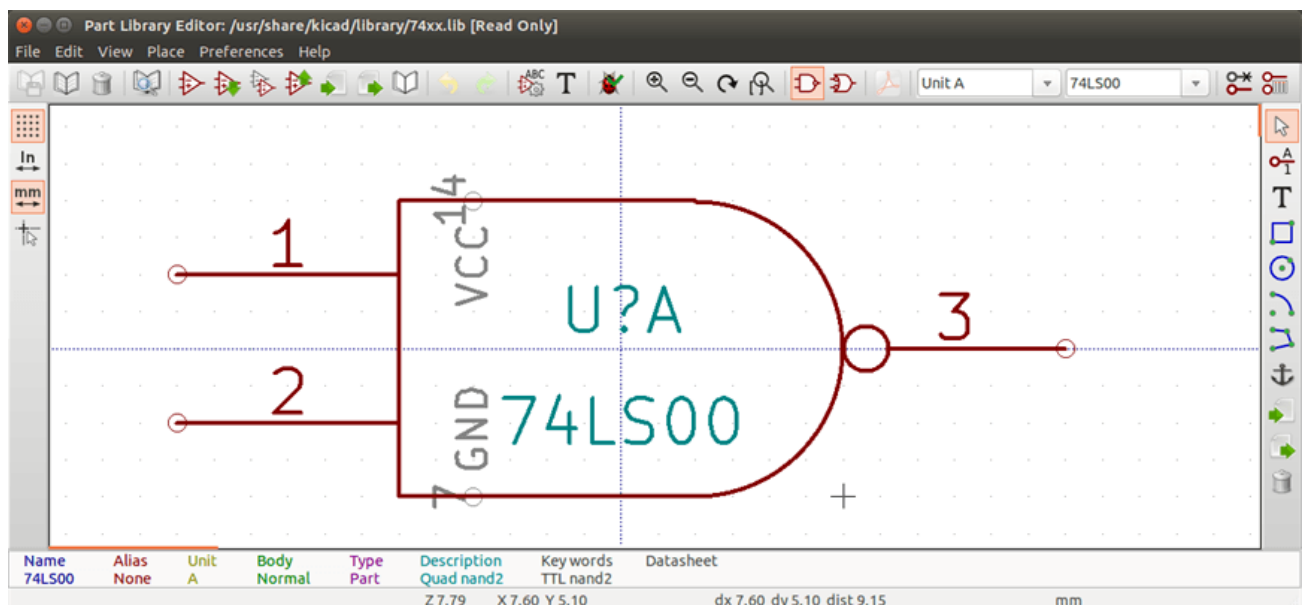 Part Library Editor: /usr/share/kicad/library/74xx.lib [Read Only]
File Edit View Place Preferences Help
ABC T Unit A 74LS00
In
mm
A
1
T
14
VCC
1
U?A
3
2
GND
74LS00
7
Name Alias Unit Body Type Description Key words Datasheet
74LS00 None A Normal Part Quad nand2 TTL nand2
Z 7.79 X 7.60 Y 5.10 dx 7.60 dy 5.10 dist 9.15 mm